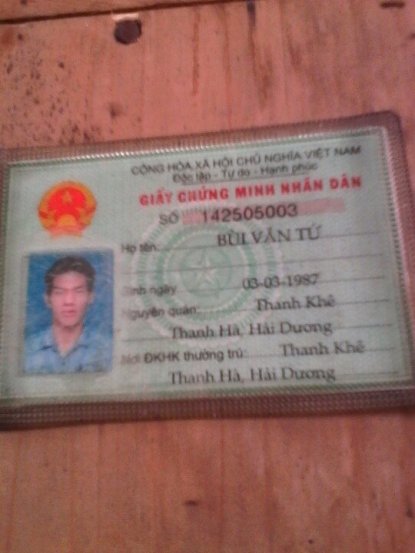 CỘNG HÒA XÃ HỘI CHỦ NGHĨA VIỆT NAM
Độc lập - Tự do - Hạnh phúc
GIẤY CHỨNG MINH NHÂN DÂN
SỐ 142505003
Họ tên: BÙI VĂN TỨ
Sinh ngày 03-03-1987
Nguyên quán: Thanh Khê
Thanh Hà, Hải Dương
Nơi ĐKHK thường trú: Thanh Khê
Thanh Hà, Hải Dương